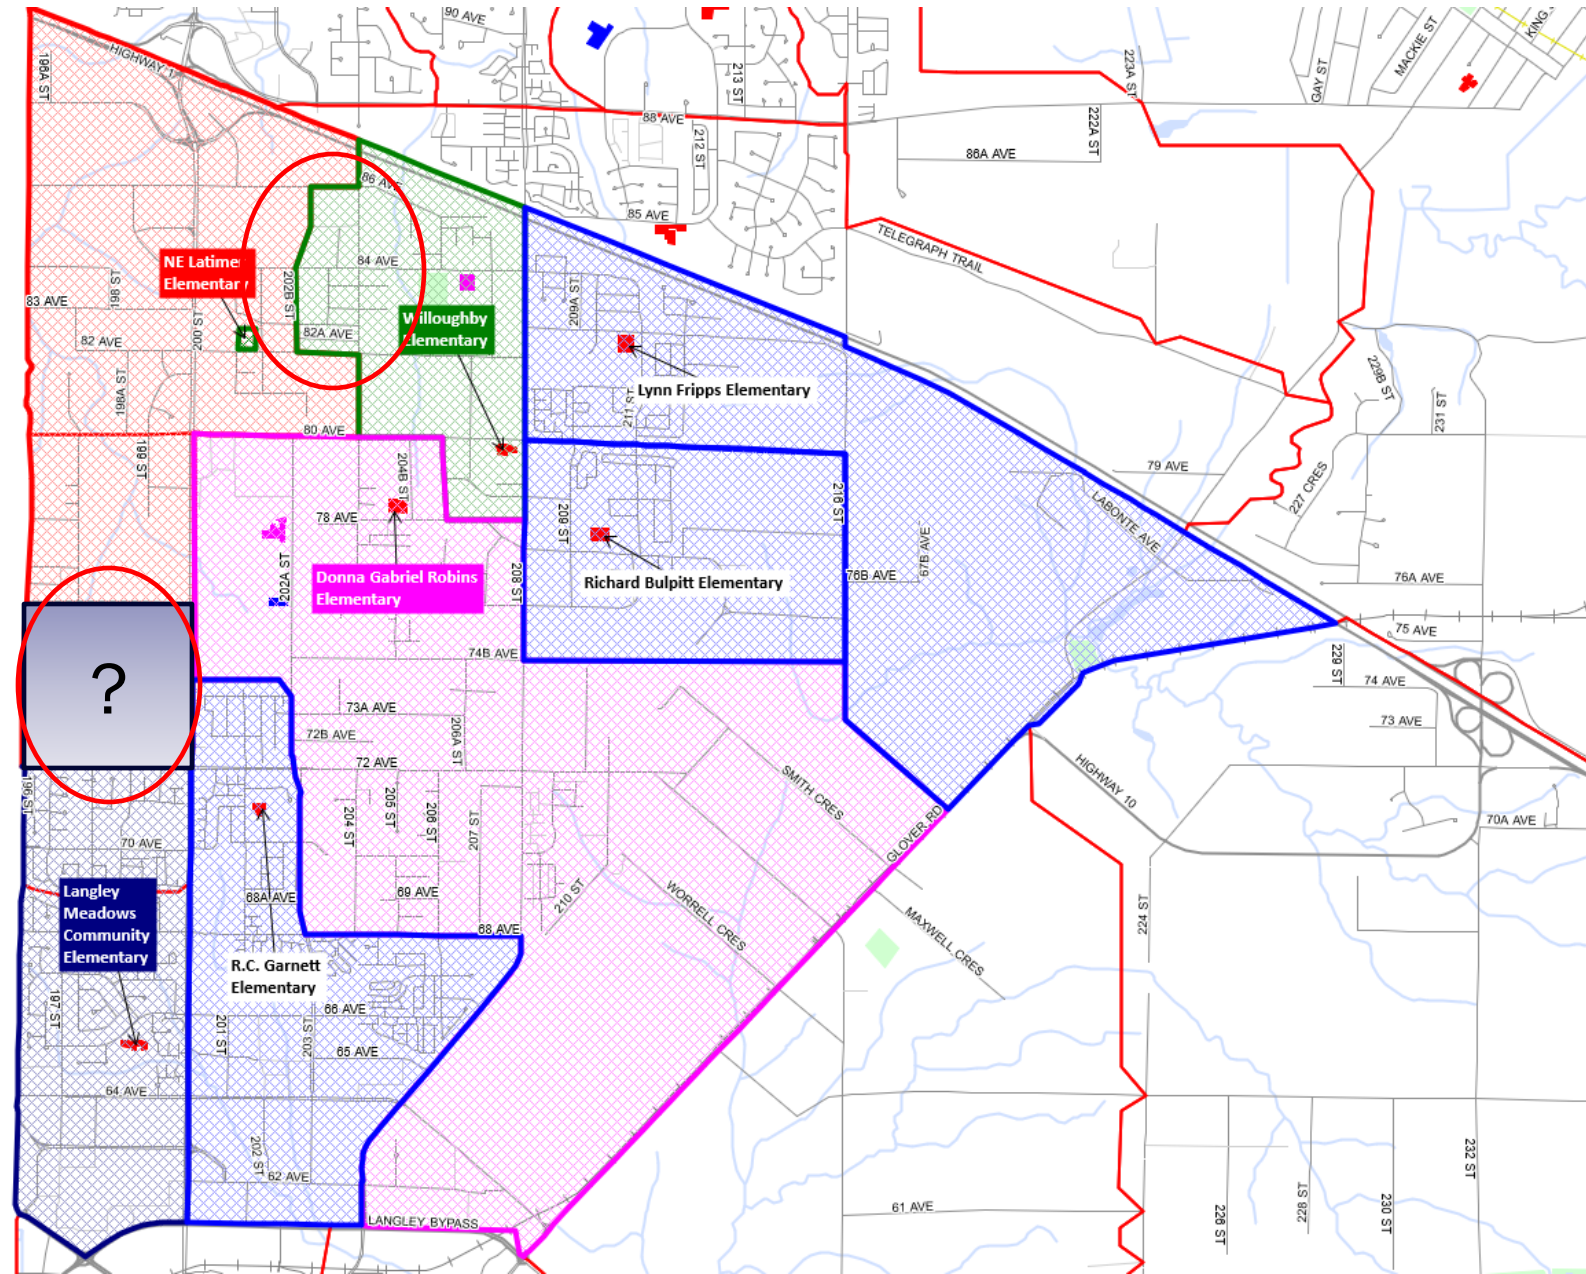 90 AVE
HIGHWAY 1
196A ST
213 ST
223A ST
GAY ST
MACKIE ST
KING
88 AVE
212 ST
222A ST
86A AVE
86 AVE
85 AVE
TELEGRAPH TRAIL
NE Latimer
Elementary
84 AVE
198 ST
202B ST
209A ST
83 AVE
200 ST
82A AVE
82 AVE
Willoughby
Elementary
198A ST
Lynn Fripps Elementary
211 ST
229B ST
231 ST
80 AVE
199 ST
204B ST
79 AVE
227 CRES
216 ST
LABONTE AVE
78 AVE
209 ST
202A ST
208 ST
76B AVE
76B AVE
76A AVE
Donna Gabriel Robins
Elementary
Richard Bulpitt Elementary
75 AVE
74B AVE
229 ST
74 AVE
?
73A AVE
73 AVE
72B AVE
206A ST
72 AVE
SMITH CRES
HIGHWAY 10
196 ST
204 ST
205 ST
206 ST
207 ST
70 AVE
70A AVE
GLOVER RD
Langley
Meadows
Community
Elementary
68A AVE
69 AVE
210 ST
WORRELL CRES
MAXWELL CRES
224 ST
68 AVE
R.C. Garnett
Elementary
197 ST
201 ST
66 AVE
203 ST
65 AVE
64 AVE
202 ST
62 AVE
232 ST
61 AVE
226 ST
228 ST
230 ST
LANGLEY BYPASS